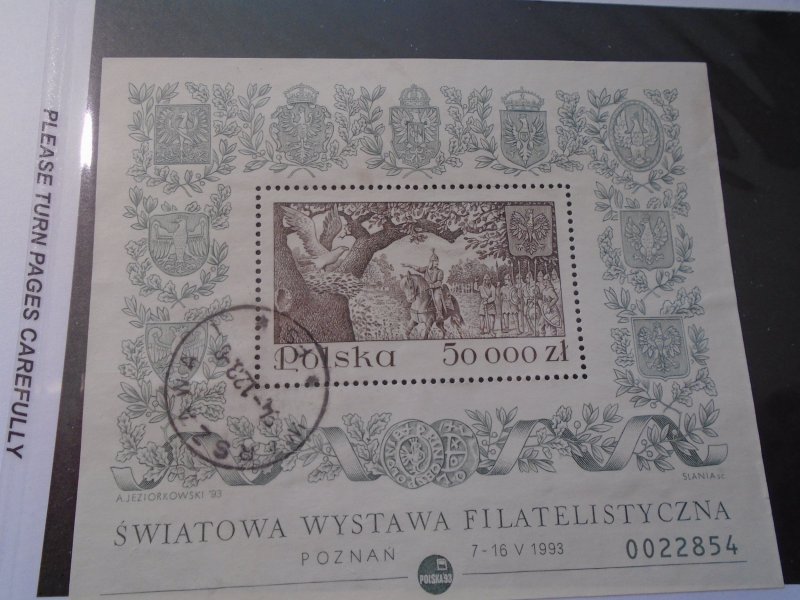 PLEASE TURN PAGES CAREFULLY
Polska 50 000 zł
A. JEZIORKOWSKI '93
SLANIA sc.
ŚWIATOWA WYSTAWA FILATELISTYCZNA
POZNAŃ 7-16 V 1993 0022854
POLSKA'93